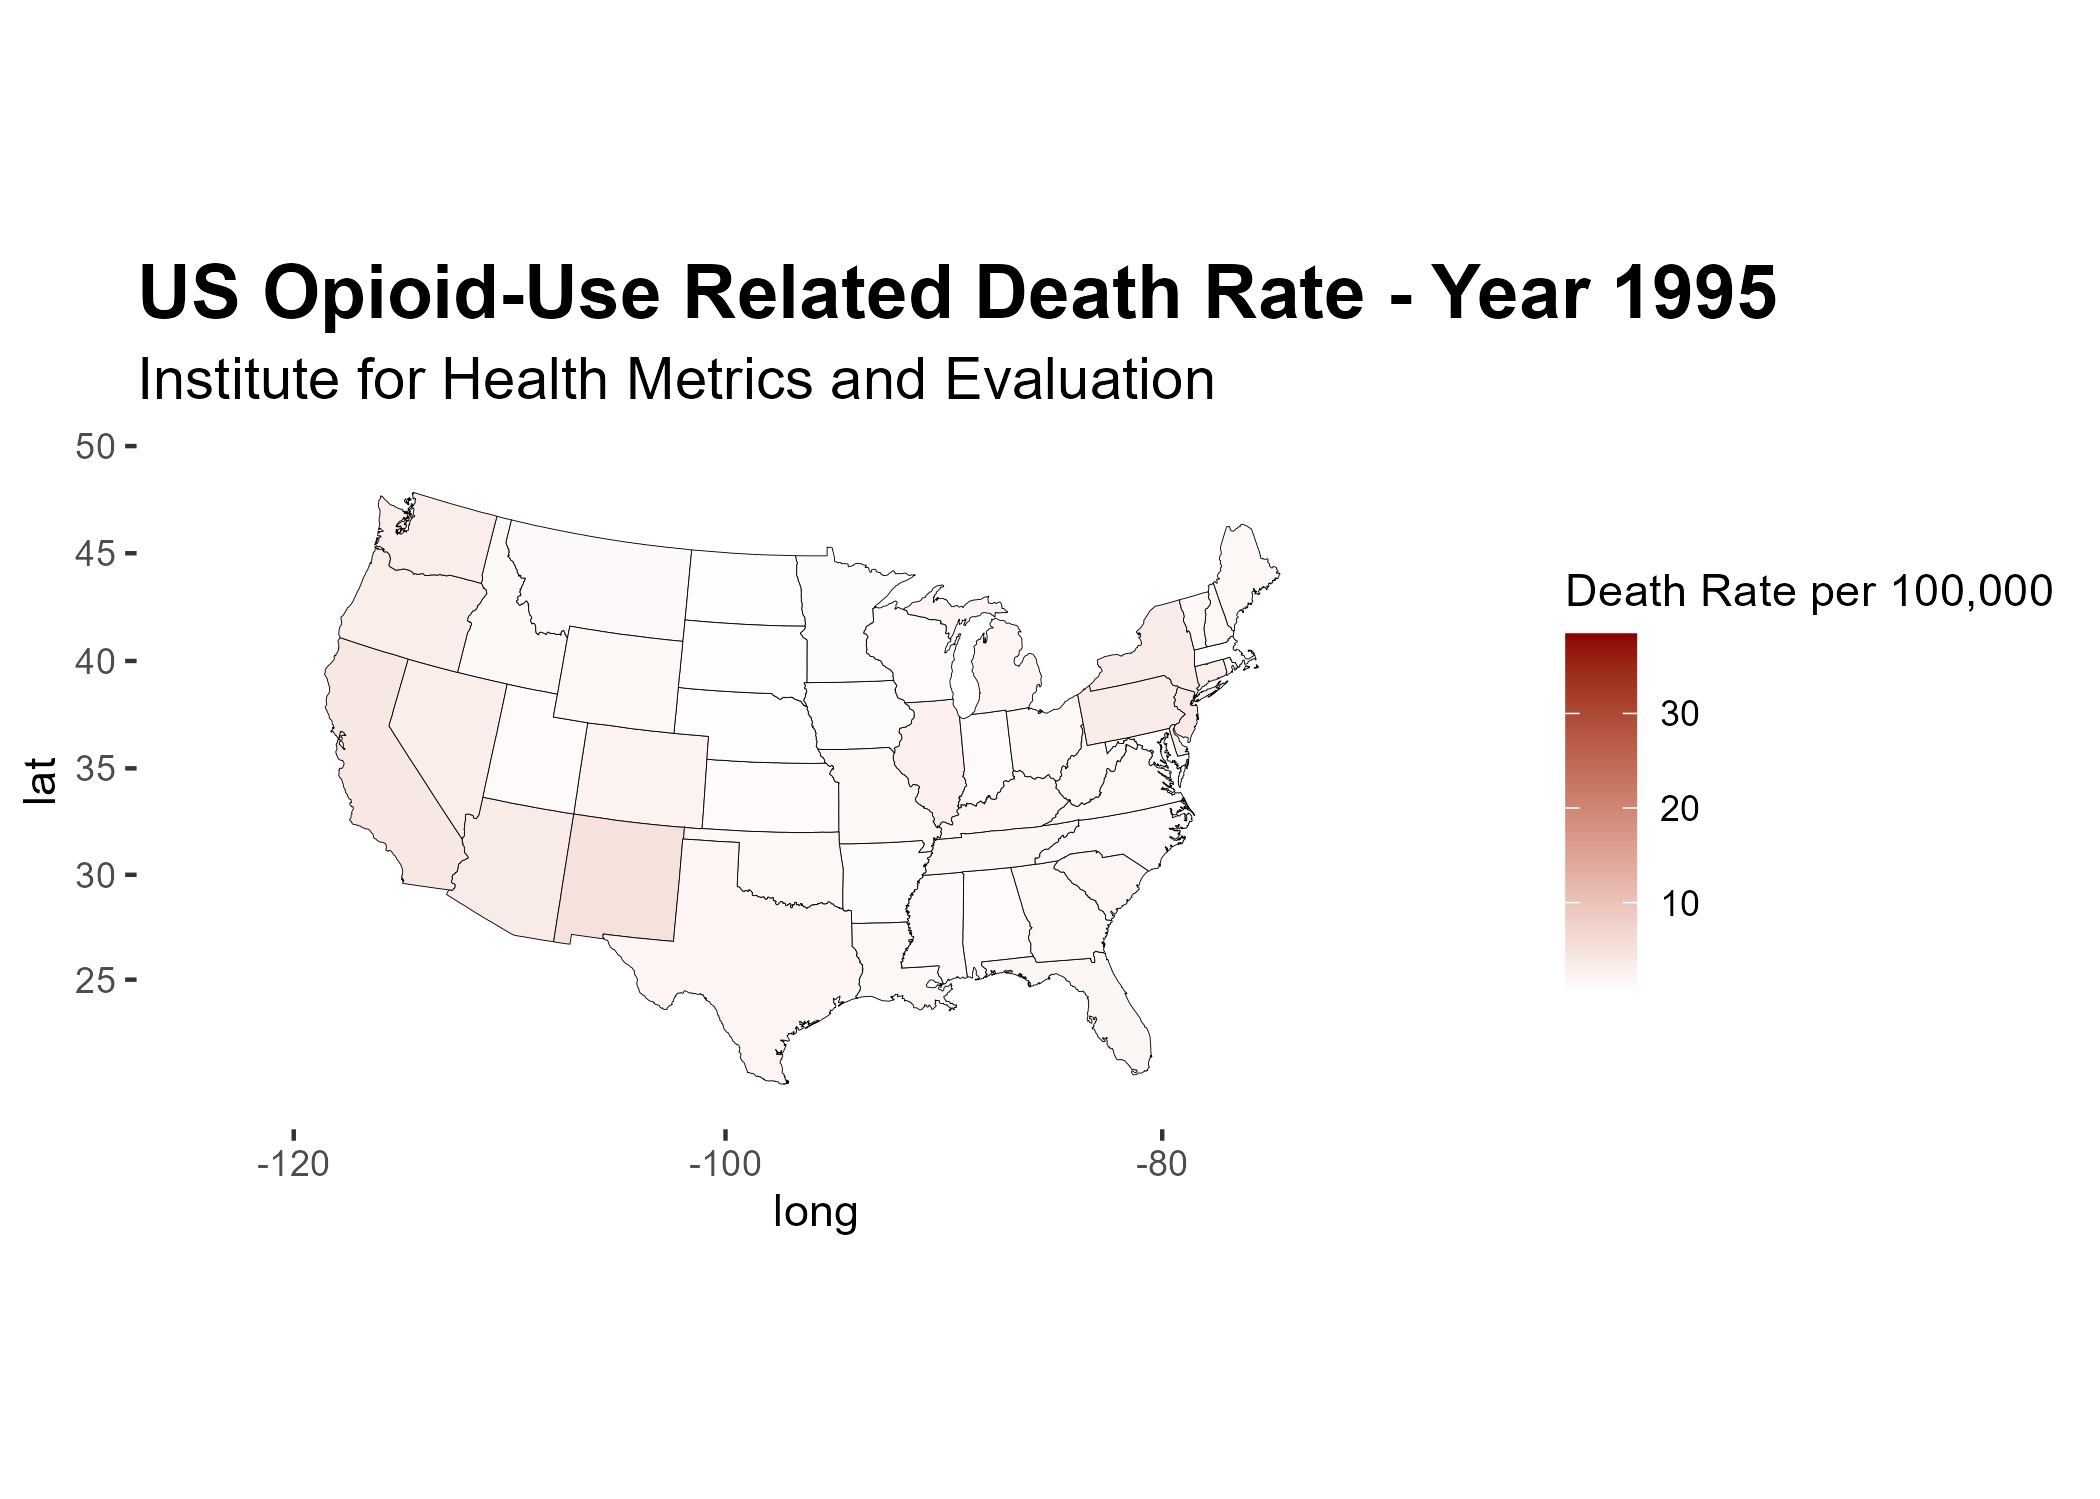 US Opioid-Use Related Death Rate - Year 1995
Institute for Health Metrics and Evaluation
50
45
40
35
30
25
lat
-120
-100
-80
long
Death Rate per 100,000
30
20
10